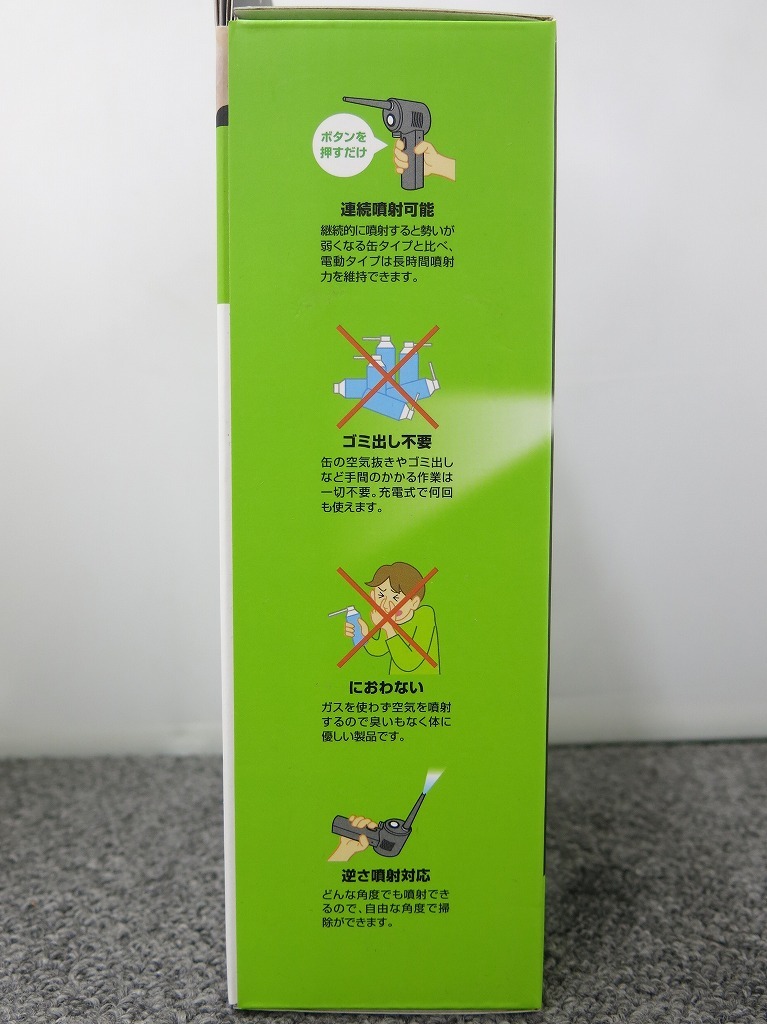 ボタンを
押すだけ
連続噴射可能
継続的に噴射すると勢いが
弱くなる缶タイプと比べ、
電動タイプは長時間噴射
力を維持できます。
ゴミ出し不要
缶の空気抜きやゴミ出し
など手間のかかる作業は
一切不要。充電式で何回
も使えます。
におわない
ガスを使わず空気を噴射
するので臭いもなく体に
優しい製品です。
逆さ噴射対応
どんな角度でも噴射でき
るので、自由な角度で掃
除ができます。